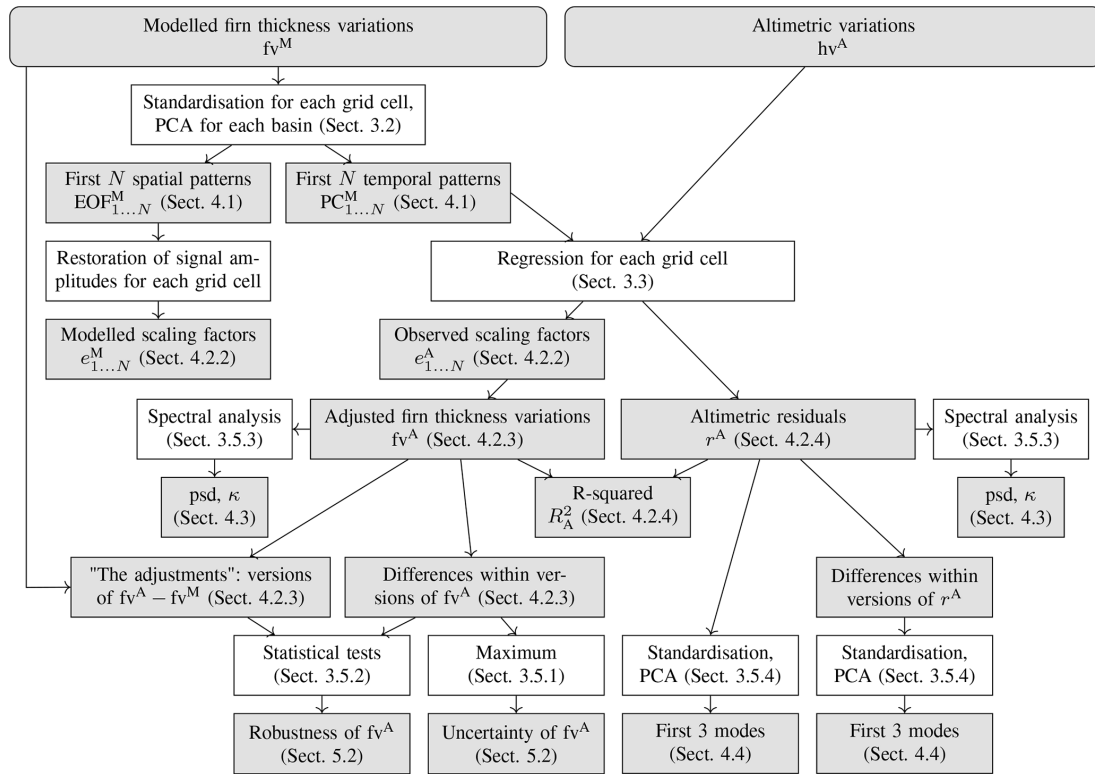 Modelled firn thickness variations
fv^M
Altimetric variations
hv^A
Standardisation for each grid cell,
PCA for each basin (Sect. 3.2)
First N spatial patterns
EOF^M_{1...N} (Sect. 4.1)
First N temporal patterns
PC^M_{1...N} (Sect. 4.1)
Restoration of signal am-
plitudes for each grid cell
Regression for each grid cell
(Sect. 3.3)
Modelled scaling factors
e^M_{1...N} (Sect. 4.2.2)
Observed scaling factors
e^A_{1...N} (Sect. 4.2.2)
Spectral analysis
(Sect. 3.5.3)
Adjusted firn thickness variations
fv^A (Sect. 4.2.3)
Altimetric residuals
r^A (Sect. 4.2.4)
Spectral analysis
(Sect. 3.5.3)
psd, κ
(Sect. 4.3)
R-squared
R^2_A (Sect. 4.2.4)
psd, κ
(Sect. 4.3)
"The adjustments": versions
of fv^A − fv^M (Sect. 4.2.3)
Differences within ver-
sions of fv^A (Sect. 4.2.3)
Differences within
versions of r^A
Statistical tests
(Sect. 3.5.2)
Maximum
(Sect. 3.5.1)
Standardisation,
PCA (Sect. 3.5.4)
Standardisation,
PCA (Sect. 3.5.4)
Robustness of fv^A
(Sect. 5.2)
Uncertainty of fv^A
(Sect. 5.2)
First 3 modes
(Sect. 4.4)
First 3 modes
(Sect. 4.4)